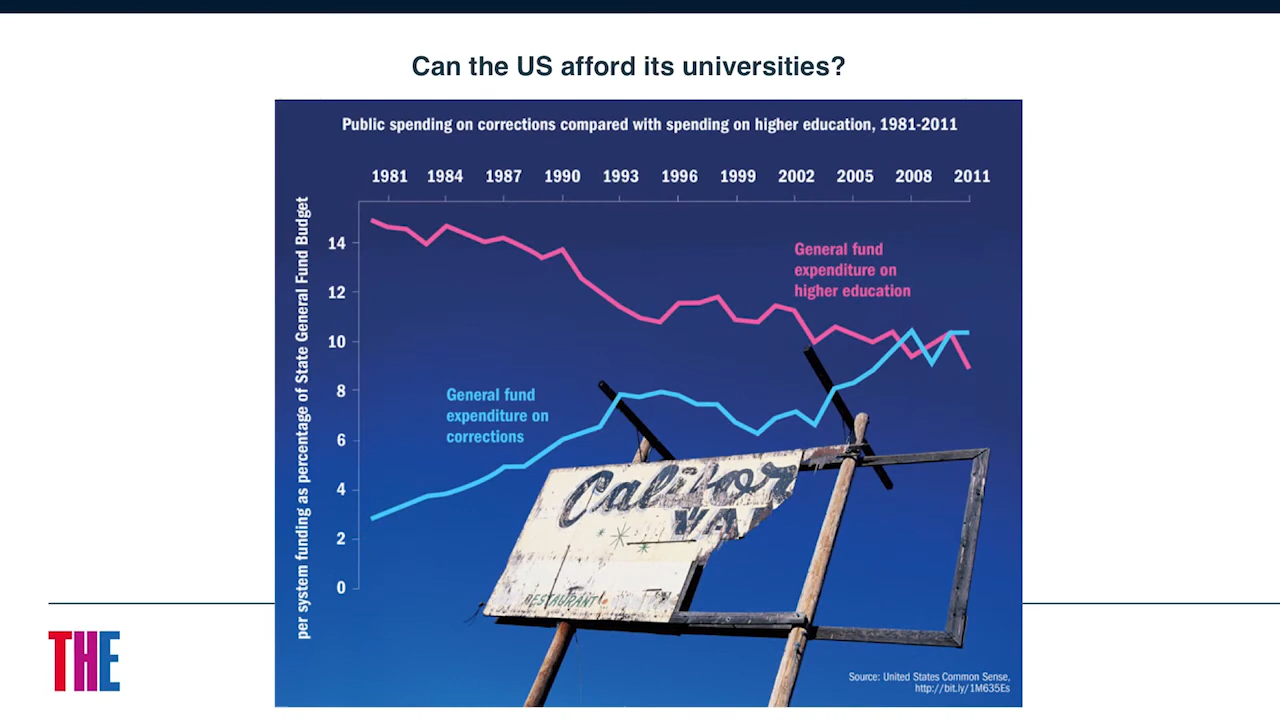 Can the US afford its universities?
Public spending on corrections compared with spending on higher education, 1981-2011
1981 1984 1987 1990 1993 1996 1999 2002 2005 2008 2011
per system funding as percentage of State General Fund Budget
14
12
10
8
6
4
2
0
General fund
expenditure on
higher education
General fund
expenditure on
corrections
Califor
RESTAURANT
THE
Source: United States Common Sense,
http://bit.ly/1M635Es